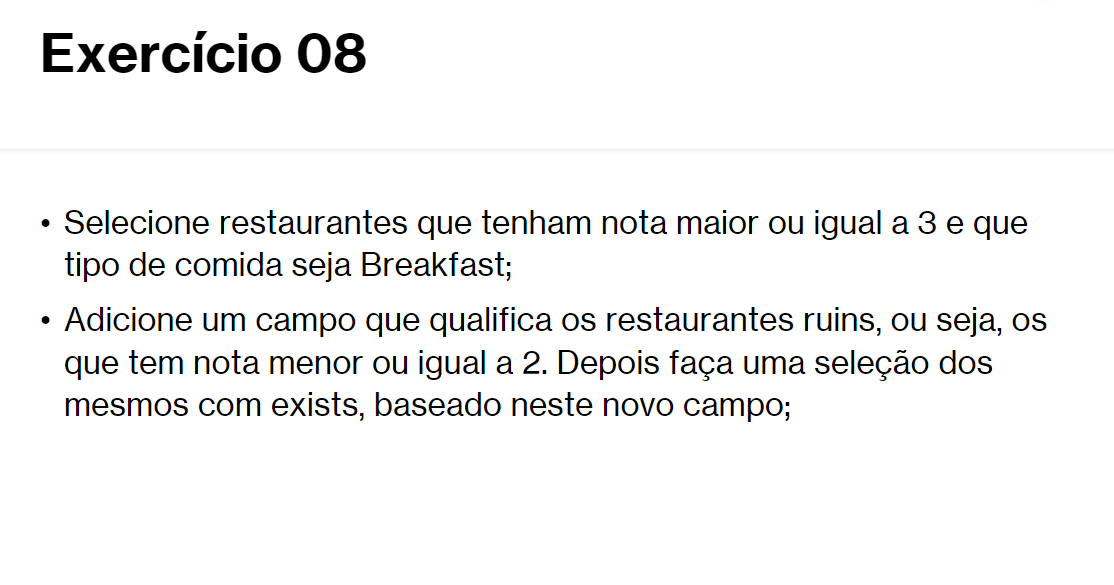 Exercício 08
• Selecione restaurantes que tenham nota maior ou igual a 3 e que
tipo de comida seja Breakfast;
• Adicione um campo que qualifica os restaurantes ruins, ou seja, os
que tem nota menor ou igual a 2. Depois faça uma seleção dos
mesmos com exists, baseado neste novo campo;